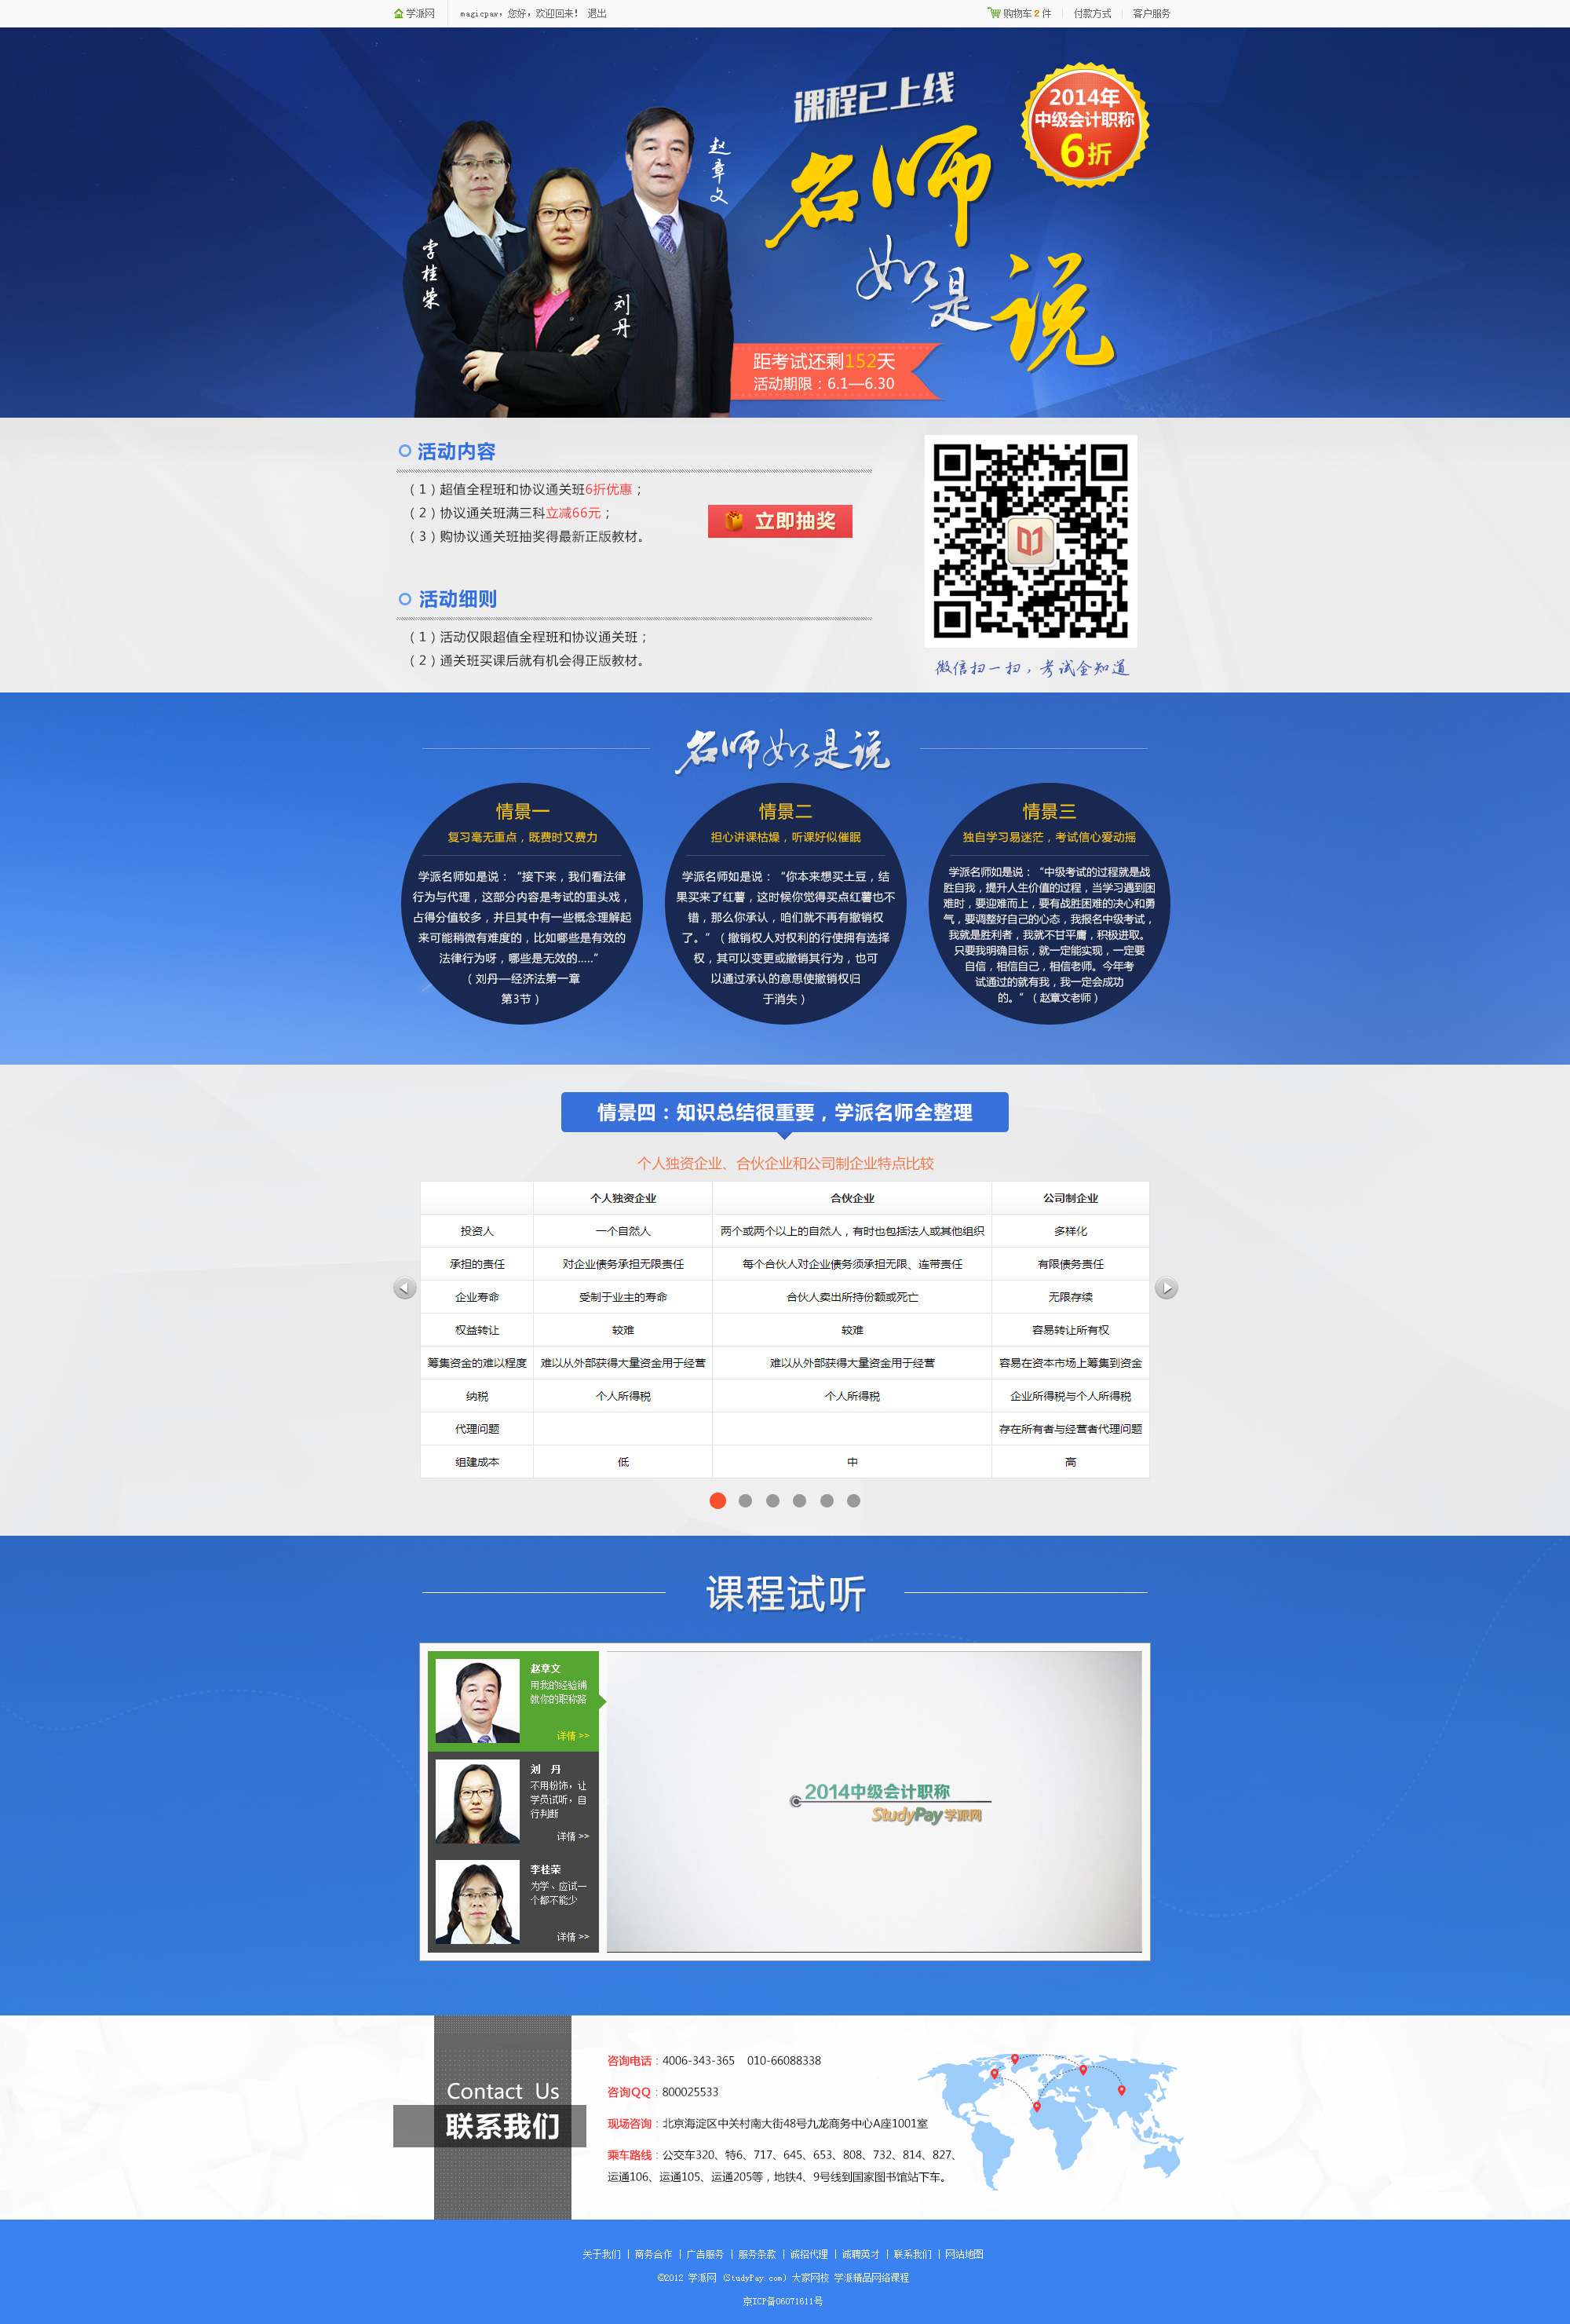 学派网
magicpaw，您好，欢迎回来！ 退出
购物车 2 件
付款方式
客户服务
课程已上线
名师
如是说
2014年
中级会计职称
6折
赵章文
李桂荣
刘丹
距考试还剩152天
活动期限：6.1—6.30
活动内容
（1）超值全程班和协议通关班6折优惠；
（2）协议通关班满三科立减66元；
（3）购协议通关班抽奖得最新正版教材。
立即抽奖
活动细则
（1）活动仅限超值全程班和协议通关班；
（2）通关班买课后就有机会得正版教材。
微信扫一扫，考试全知道
名师如是说
情景一
复习毫无重点，既费时又费力
学派名师如是说：“接下来，我们看法律
行为与代理，这部分内容是考试的重头戏，
占得分值较多，并且其中有一些概念理解起
来可能稍微有难度的，比如哪些是有效的
法律行为呀，哪些是无效的.....”
（刘丹—经济法第一章
第3节）
情景二
担心讲课枯燥，听课好似催眠
学派名师如是说：“你本来想买土豆，结
果买来了红薯，这时候你觉得买点红薯也不
错，那么你承认，咱们就不再有撤销权
了。”（撤销权人对权利的行使拥有选择
权，其可以变更或撤销其行为，也可
以通过承认的意思使撤销权归
于消失）
情景三
独自学习易迷茫，考试信心爱动摇
学派名师如是说：“中级考试的过程就是战
胜自我，提升人生价值的过程，当学习遇到困
难时，要迎难而上，要有战胜困难的决心和勇
气，要调整好自己的心态，我报名中级考试，
我就是胜利者，我就不甘平庸，积极进取。
只要我明确目标，就一定能实现，一定要
自信，相信自己，相信老师。今年考
试通过的就有我，我一定会成功
的。”（赵章文老师）
情景四：知识总结很重要，学派名师全整理
个人独资企业、合伙企业和公司制企业特点比较
个人独资企业 合伙企业 公司制企业
投资人 一个自然人 两个或两个以上的自然人，有时也包括法人或其他组织 多样化
承担的责任 对企业债务承担无限责任 每个合伙人对企业债务须承担无限、连带责任 有限债务责任
企业寿命 受制于业主的寿命 合伙人卖出所持份额或死亡 无限存续
权益转让 较难 较难 容易转让所有权
筹集资金的难以程度 难以从外部获得大量资金用于经营 难以从外部获得大量资金用于经营 容易在资本市场上筹集到资金
纳税 个人所得税 个人所得税 企业所得税与个人所得税
代理问题 存在所有者与经营者代理问题
组建成本 低 中 高
课程试听
赵章文
用我的经验铺
就你的职称路
详情 >>
刘 丹
不用粉饰，让
学员试听，自
行判断
详情 >>
李桂荣
为学、应试一
个都不能少
详情 >>
2014中级会计职称
StudyPay学派网
Contact Us
联系我们
咨询电话：4006-343-365 010-66088338
咨询QQ：800025533
现场咨询：北京海淀区中关村南大街48号九龙商务中心A座1001室
乘车路线：公交车320、特6、717、645、653、808、732、814、827、
运通106、运通105、运通205等，地铁4、9号线到国家图书馆站下车。
关于我们 | 商务合作 | 广告服务 | 服务条款 | 诚招代理 | 诚聘英才 | 联系我们 | 网站地图
©2012 学派网 (StudyPay.com) 大家网校 学派精品网络课程
京ICP备06071611号